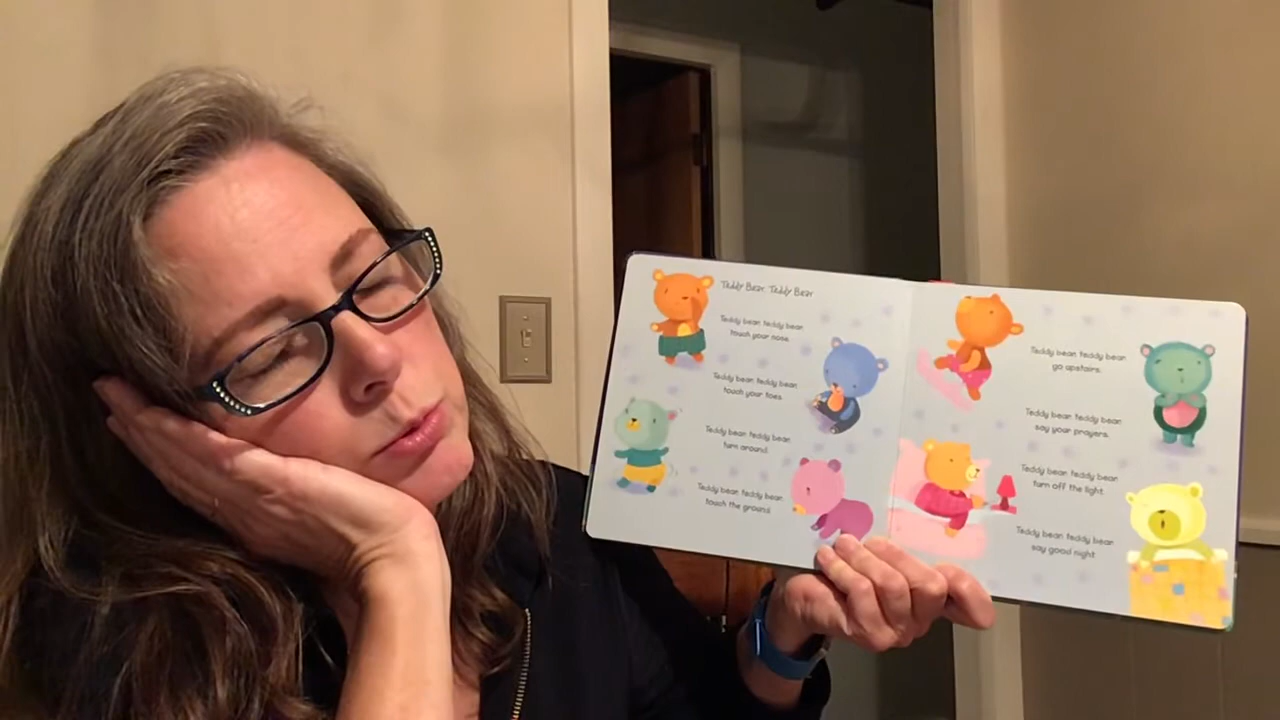 Teddy Bear, Teddy Bear
Teddy bear, teddy bear,
touch your nose.
Teddy bear, teddy bear,
touch your toes.
Teddy bear, teddy bear,
turn around.
Teddy bear, teddy bear,
touch the ground.
Teddy bear, teddy bear,
go upstairs.
Teddy bear, teddy bear,
say your prayers.
Teddy bear, teddy bear,
turn off the light.
Teddy bear, teddy bear,
say good night.